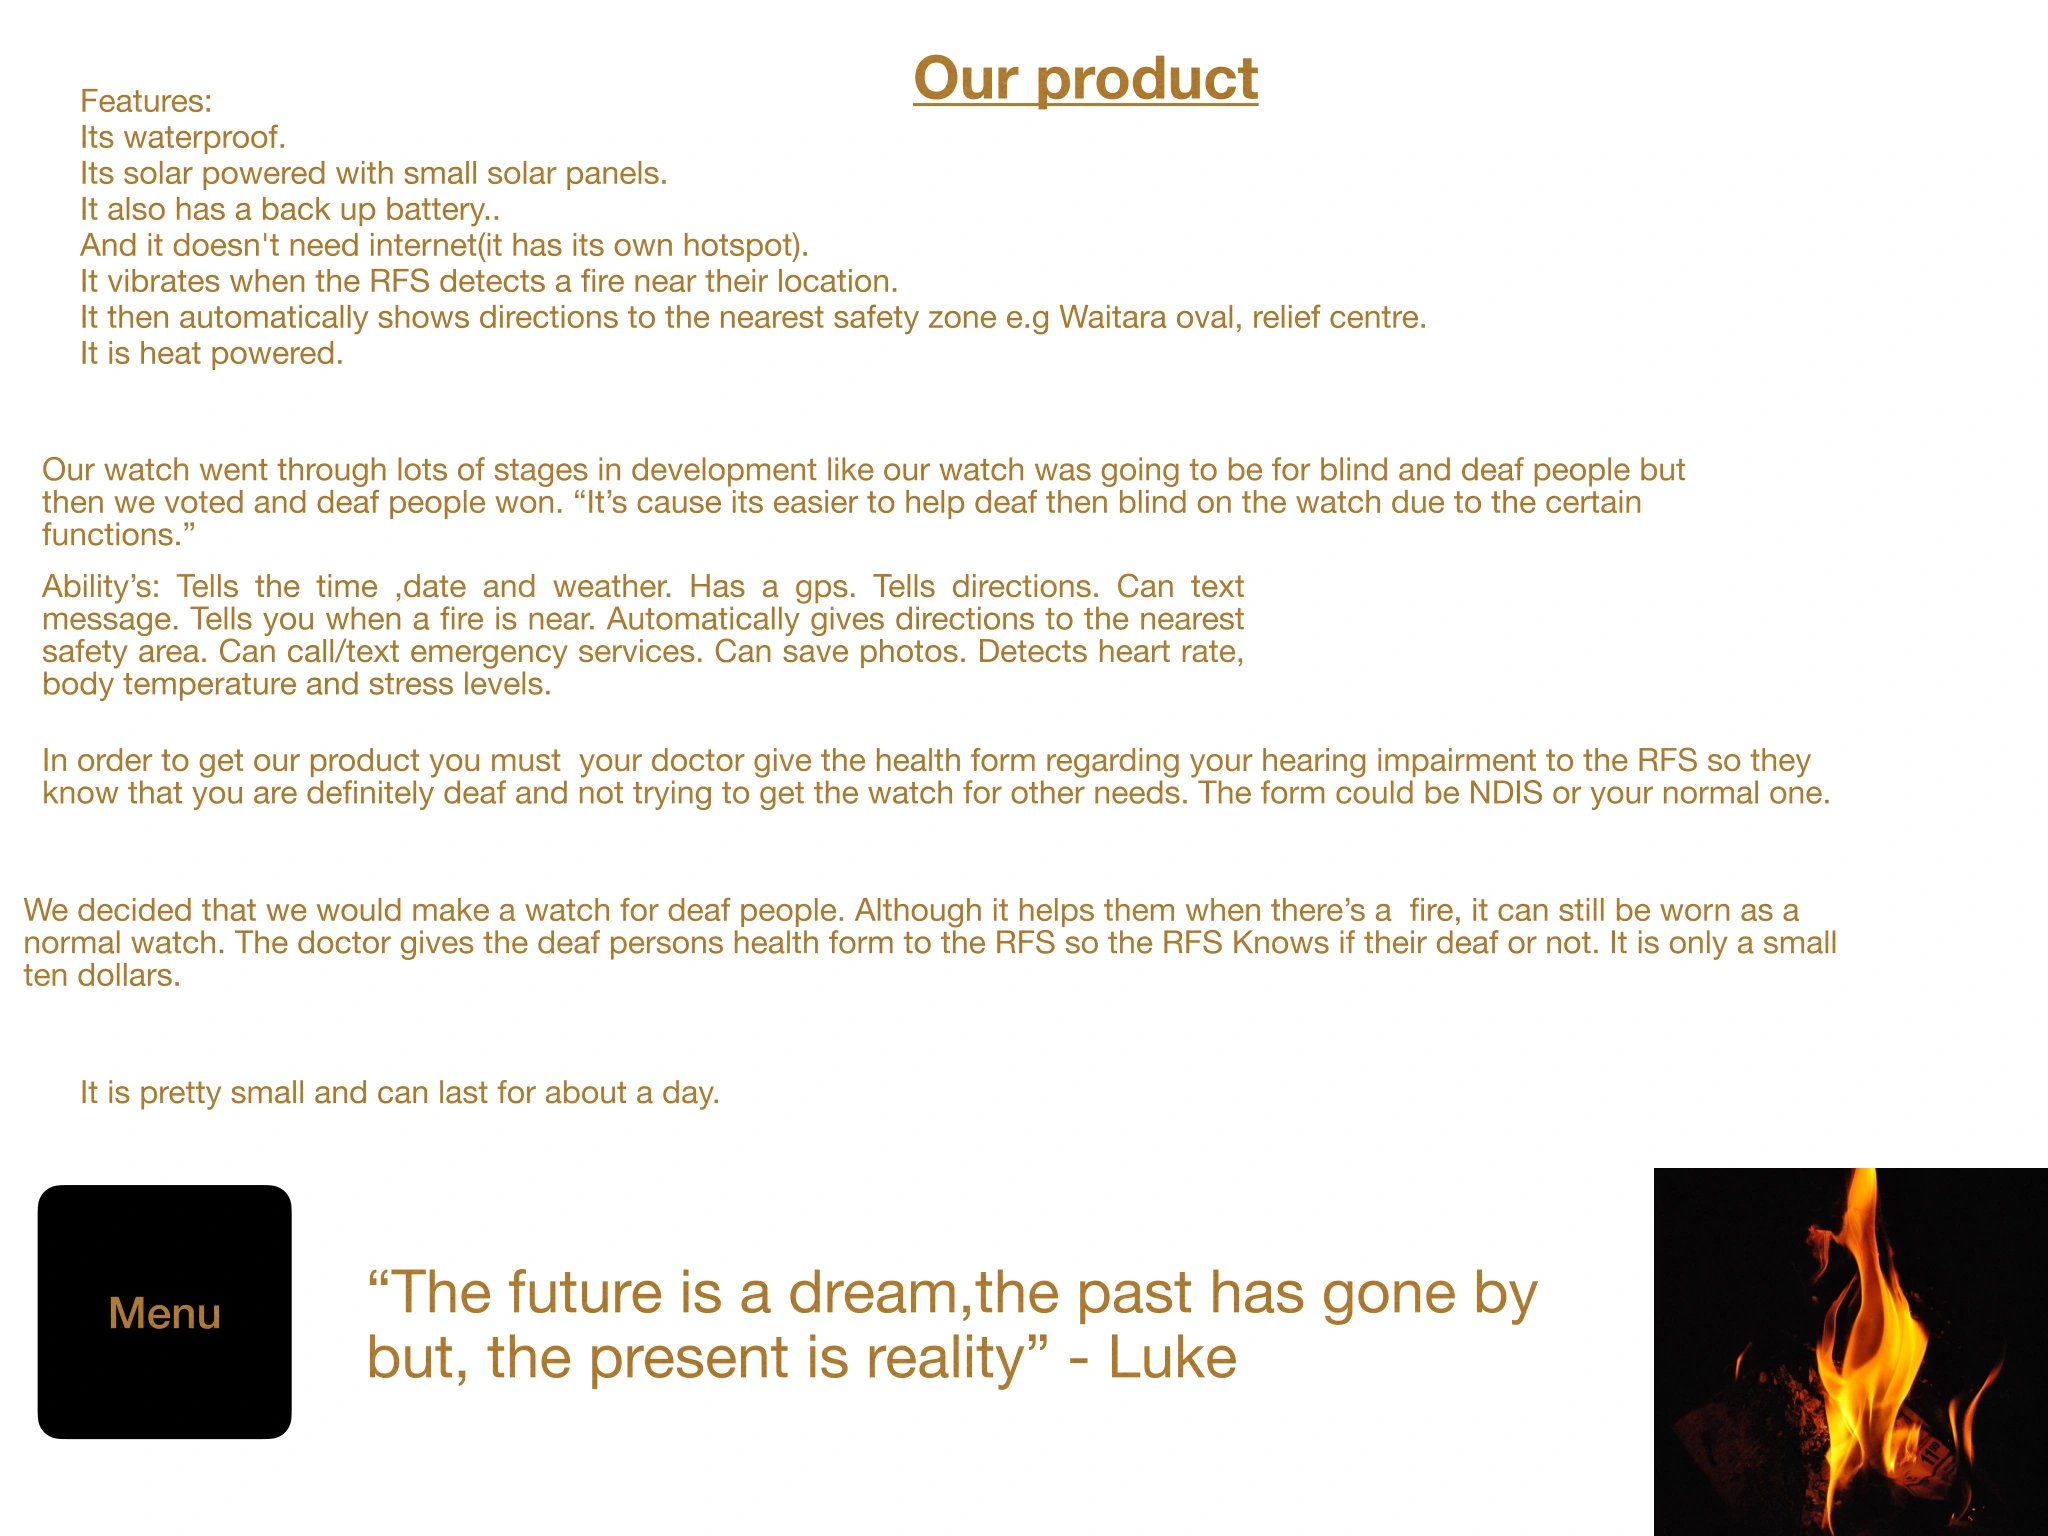 Our product
Features:
Its waterproof.
Its solar powered with small solar panels.
It also has a back up battery..
And it doesn't need internet(it has its own hotspot).
It vibrates when the RFS detects a fire near their location.
It then automatically shows directions to the nearest safety zone e.g Waitara oval, relief centre.
It is heat powered.
Our watch went through lots of stages in development like our watch was going to be for blind and deaf people but
then we voted and deaf people won. “It’s cause its easier to help deaf then blind on the watch due to the certain
functions.”
Ability’s: Tells the time ,date and weather. Has a gps. Tells directions. Can text
message. Tells you when a fire is near. Automatically gives directions to the nearest
safety area. Can call/text emergency services. Can save photos. Detects heart rate,
body temperature and stress levels.
In order to get our product you must  your doctor give the health form regarding your hearing impairment to the RFS so they
know that you are definitely deaf and not trying to get the watch for other needs. The form could be NDIS or your normal one.
We decided that we would make a watch for deaf people. Although it helps them when there’s a  fire, it can still be worn as a
normal watch. The doctor gives the deaf persons health form to the RFS so the RFS Knows if their deaf or not. It is only a small
ten dollars.
It is pretty small and can last for about a day.
Menu
“The future is a dream,the past has gone by
but, the present is reality” - Luke